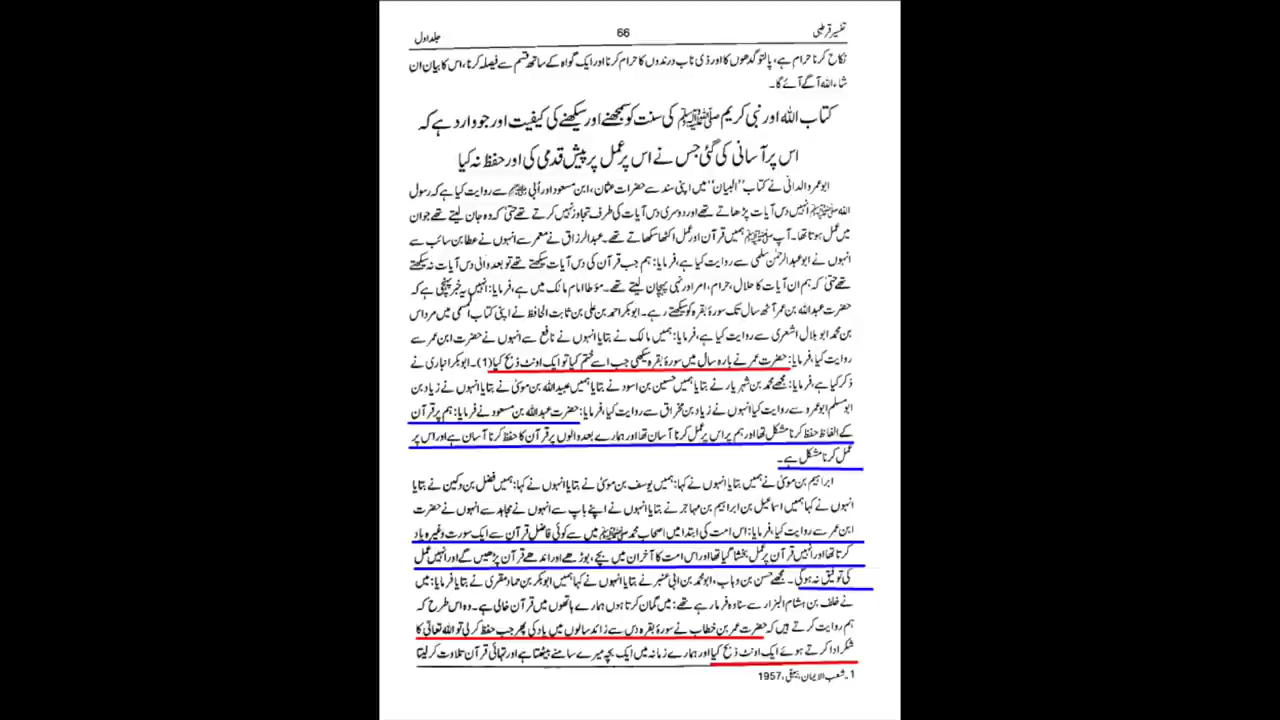 تفسیر قرطبی 66 جلد اول
نکاح کرنا حرام ہے، پالتو گدھوں کا اور ذی ناب درندوں کا حرام کرنا اور ایک گواہ کے ساتھ قسم سے فیصلہ کرنا، اس کا بیان ان
شاء اللہ آگے آئے گا۔
کتاب اللہ اور نبی کریم ﷺ کی سنت کو سمجھنے اور سیکھنے کی کیفیت اور جو وارد ہے کہ
اس پر آسانی کی گئی جس نے اس پر عمل پر پیش قدمی کی اور حفظ نہ کیا
ابو عمرو الدانی نے کتاب ’’البیان‘‘ میں اپنی سند سے حضرات عثمان، ابن مسعود اور اُبی سے روایت کیا ہے کہ رسول
اللہ ﷺ انہیں دس آیات پڑھاتے تھے اور دوسری دس آیات کی طرف تجاوز نہیں کرتے تھے حتیٰ کہ وہ جان لیتے تھے جو ان
میں عمل ہوتا تھا۔ آپ ﷺ ہمیں قرآن اور عمل اکٹھا سکھاتے تھے۔ عبدالرزاق نے معمر سے انہوں نے عطا بن سائب سے
انہوں نے ابو عبدالرحمٰن سلمی سے روایت کیا ہے، فرمایا: ہم جب قرآن کی دس آیات سیکھتے تھے تو بعد والی دس آیات نہ سیکھتے
تھے حتیٰ کہ ہم ان آیات کا حلال، حرام، امر اور نہی پہچان لیتے تھے۔ مؤطا امام مالک میں ہے، فرمایا: انہیں یہ خبر پہنچی ہے کہ
حضرت عبداللہ بن عمر آٹھ سال تک سورۂ بقرہ کو سیکھتے رہے۔ ابو بکر احمد بن علی بن ثابت الحافظ نے اپنی کتاب المسمی میں مرداس
بن محمد ابو بلال اشعری سے روایت کیا ہے، فرمایا: ہمیں مالک نے بتایا انہوں نے نافع سے انہوں نے حضرت ابن عمر سے
روایت کیا، فرمایا: حضرت عمر نے بارہ سال میں سورۂ بقرہ سیکھی جب اسے ختم کیا تو ایک اونٹ ذبح کیا (1)۔ ابو بکر انباری نے
ذکر کیا ہے، فرمایا: مجھے محمد بن شہریار نے بتایا ہمیں حسین بن اسود نے بتایا ہمیں عبید اللہ بن موسیٰ نے بتایا انہوں نے زیاد بن
ابو مسلم ابو عمرو سے روایت کیا انہوں نے زیاد بن مخراق سے روایت کیا، فرمایا: حضرت عبداللہ بن مسعود نے فرمایا: ہم پر قرآن
کے الفاظ حفظ کرنا مشکل تھا اور ہم پر اس پر عمل کرنا آسان تھا اور ہمارے بعد والوں پر قرآن کا حفظ کرنا آسان ہے اور اس پر
عمل کرنا مشکل ہے۔
ابراہیم بن موسیٰ نے ہمیں بتایا انہوں نے کہا: ہمیں یوسف بن موسیٰ نے بتایا انہوں نے کہا: ہمیں فضل بن دکین نے بتایا
انہوں نے کہا ہمیں اسماعیل بن ابراہیم بن مہاجر نے بتایا انہوں نے اپنے باپ سے انہوں نے مجاہد سے انہوں نے حضرت
ابن عمر سے روایت کیا، فرمایا: اس امت کی ابتدا میں اصحاب محمد ﷺ میں سے کوئی فاضل قرآن سے ایک سورت وغیرہ یاد
کرتا تھا اور انہیں قرآن پر عمل بخشا گیا تھا اور اس امت کا آخر ان میں بچے، بوڑھے اور اندھے قرآن پڑھیں گے اور انہیں عمل
کی توفیق نہ ہوگی۔ مجھے حسن بن وہاب، ابو محمد بن ابی عنبر نے بتایا انہوں نے کہا ہمیں ابو بکر بن حماد مقری نے بتایا فرمایا: میں
نے خلف بن ہشام البزار سے سنا وہ فرما رہے تھے: میں گمان کرتا ہوں ہمارے ہاتھوں میں قرآن خالی ہے۔ وہ اس طرح کہ
ہم روایت کرتے ہیں کہ حضرت عمر بن خطاب نے سورۂ بقرہ دس سے زائد سالوں میں یاد کی پھر جب حفظ کر لی تو اللہ تعالیٰ کا
شکر ادا کرتے ہوئے ایک اونٹ ذبح کیا اور ہمارے زمانہ میں ایک بچہ میرے سامنے بیٹھتا ہے اور تہائی قرآن تلاوت کر لیتا
1۔ شعب الایمان، بیہقی، 1957